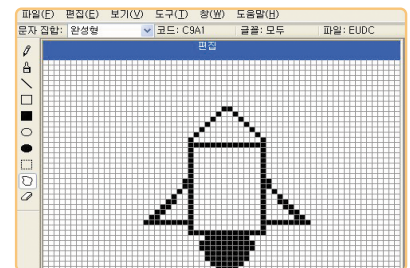 파일(F) 편집(E) 보기(V) 도구(T) 창(W) 도움말(H)
문자 집합: 완성형 코드: C9A1 글꼴: 모두 파일: EUDC
편집